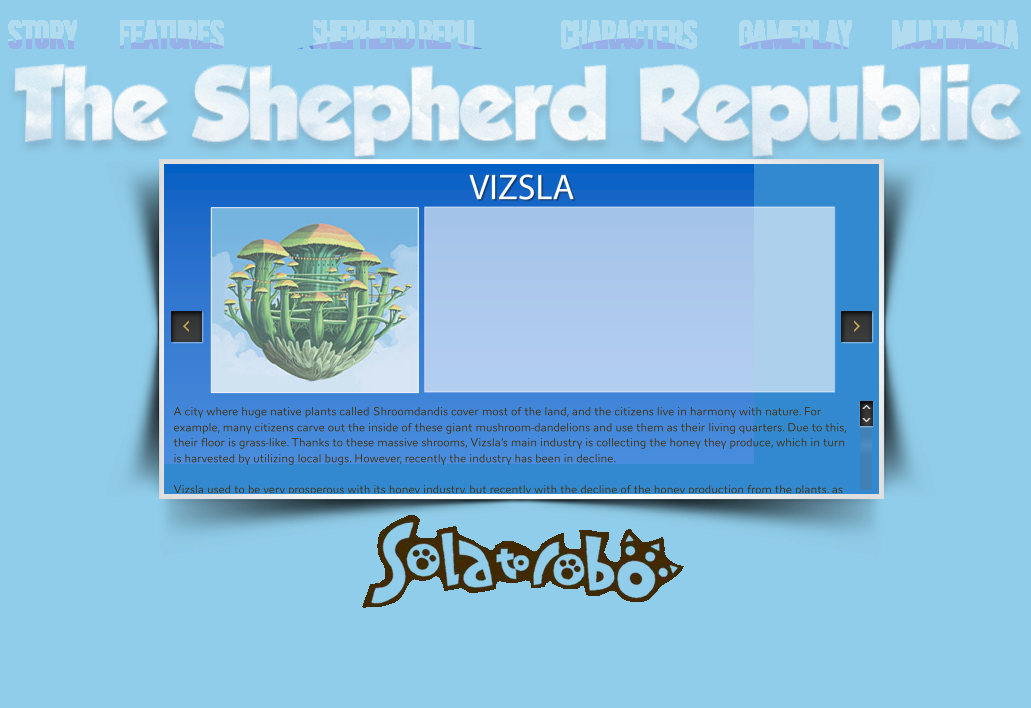 STORY FEATURES SHEPHERD REPU CHARACTERS GAMEPLAY MULTIMEDIA
The Shepherd Republic
VIZSLA
A city where huge native plants called Shroomdandis cover most of the land, and the citizens live in harmony with nature. For
example, many citizens carve out the inside of these giant mushroom-dandelions and use them as their living quarters. Due to this,
their floor is grass-like. Thanks to these massive shrooms, Vizsla's main industry is collecting the honey they produce, which in turn
is harvested by utilizing local bugs. However, recently the industry has been in decline.
Vizsla used to be very prosperous with its honey industry, but recently with the decline of the honey production from the plants, as
Solatorobo